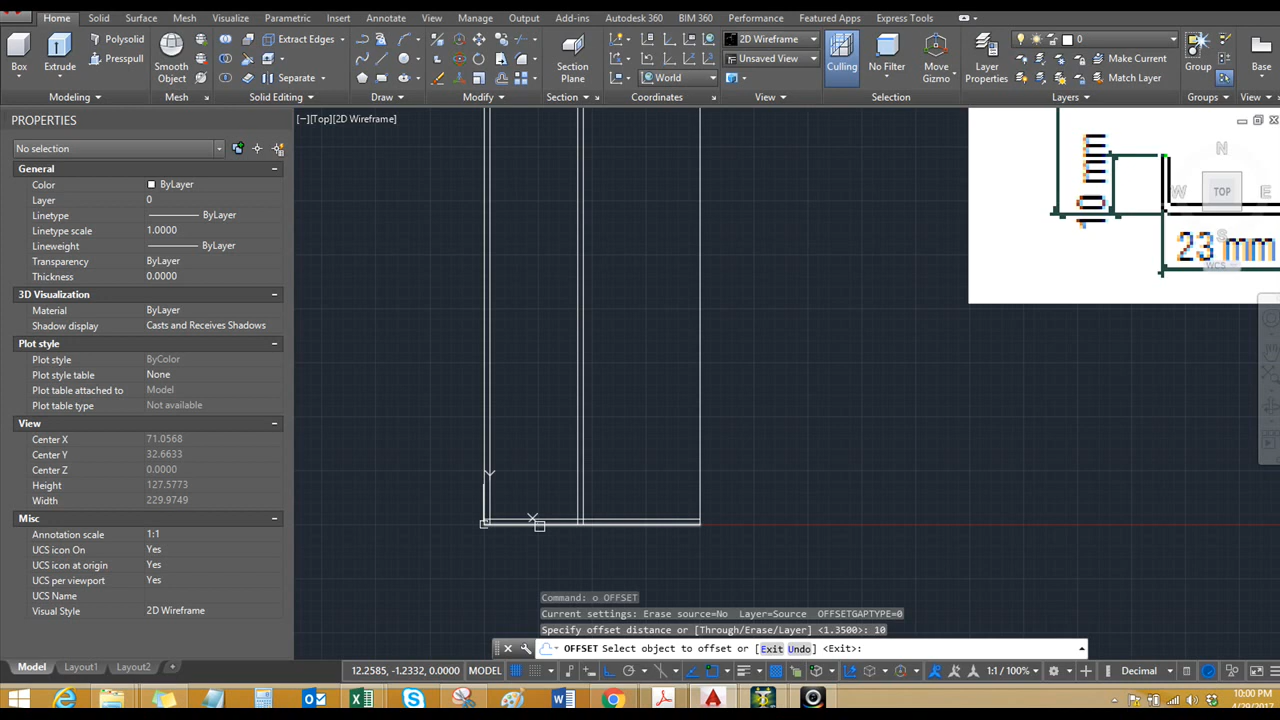 Home Solid Surface Mesh Visualize Parametric Insert Annotate View Manage Output Add-ins Autodesk 360 BIM 360 Performance Featured Apps Express Tools
Box
Extrude
Polysolid
Presspull
Smooth
Object
Extract Edges
Separate
Section
Plane
World
2D Wireframe
Unsaved View
Culling
No Filter
Move
Gizmo
Layer
Properties
0
Make Current
Match Layer
Group
Base
Modeling Mesh Solid Editing Draw Modify Section Coordinates View Selection Layers Groups View
PROPERTIES
No selection
General
Color ByLayer
Layer 0
Linetype ByLayer
Linetype scale 1.0000
Lineweight ByLayer
Transparency ByLayer
Thickness 0.0000
3D Visualization
Material ByLayer
Shadow display Casts and Receives Shadows
Plot style
Plot style ByColor
Plot style table None
Plot table attached to Model
Plot table type Not available
View
Center X 71.0568
Center Y 32.6633
Center Z 0.0000
Height 127.5773
Width 229.9749
Misc
Annotation scale 1:1
UCS icon On Yes
UCS icon at origin Yes
UCS per viewport Yes
UCS Name
Visual Style 2D Wireframe
[−][Top][2D Wireframe]
10 mm
N
W TOP E
S
23 mm
WCS
Command: o OFFSET
Current settings: Erase source=No Layer=Source OFFSETGAPTYPE=0
Specify offset distance or [Through/Erase/Layer] <1.3500>: 10
OFFSET Select object to offset or [Exit Undo] <Exit>:
Model Layout1 Layout2 +
12.2585, -1.2332, 0.0000 MODEL 1:1 / 100% Decimal
10:00 PM
4/29/2017